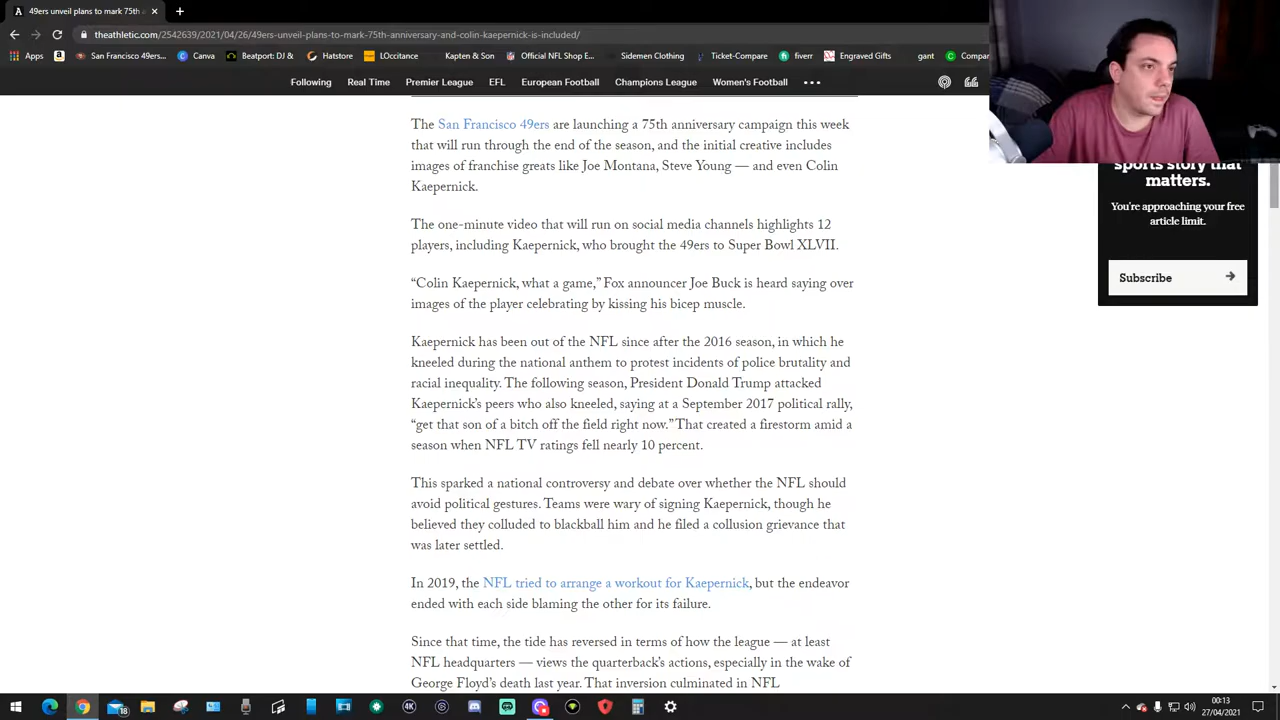 49ers unveil plans to mark 75th a
theathletic.com/2542639/2021/04/26/49ers-unveil-plans-to-mark-75th-anniversary-and-colin-kaepernick-is-included/
Apps San Francisco 49er... Canva Beatport: DJ & Hatstore LOccitance Kapten & Son Official NFL Shop E... Sidemen Clothing Ticket-Compare fiverr Engraved Gifts gant Compar
Following Real Time Premier League EFL European Football Champions League Women's Football
The San Francisco 49ers are launching a 75th anniversary campaign this week
that will run through the end of the season, and the initial creative includes
images of franchise greats like Joe Montana, Steve Young — and even Colin
Kaepernick.
The one-minute video that will run on social media channels highlights 12
players, including Kaepernick, who brought the 49ers to Super Bowl XLVII.
“Colin Kaepernick, what a game,” Fox announcer Joe Buck is heard saying over
images of the player celebrating by kissing his bicep muscle.
Kaepernick has been out of the NFL since after the 2016 season, in which he
kneeled during the national anthem to protest incidents of police brutality and
racial inequality. The following season, President Donald Trump attacked
Kaepernick’s peers who also kneeled, saying at a September 2017 political rally,
“get that son of a bitch off the field right now.” That created a firestorm amid a
season when NFL TV ratings fell nearly 10 percent.
This sparked a national controversy and debate over whether the NFL should
avoid political gestures. Teams were wary of signing Kaepernick, though he
believed they colluded to blackball him and he filed a collusion grievance that
was later settled.
In 2019, the NFL tried to arrange a workout for Kaepernick, but the endeavor
ended with each side blaming the other for its failure.
Since that time, the tide has reversed in terms of how the league — at least
NFL headquarters — views the quarterback’s actions, especially in the wake of
George Floyd’s death last year. That inversion culminated in NFL
sports story that
matters.
You're approaching your free
article limit.
Subscribe
18
4K
00:13
27/04/2021